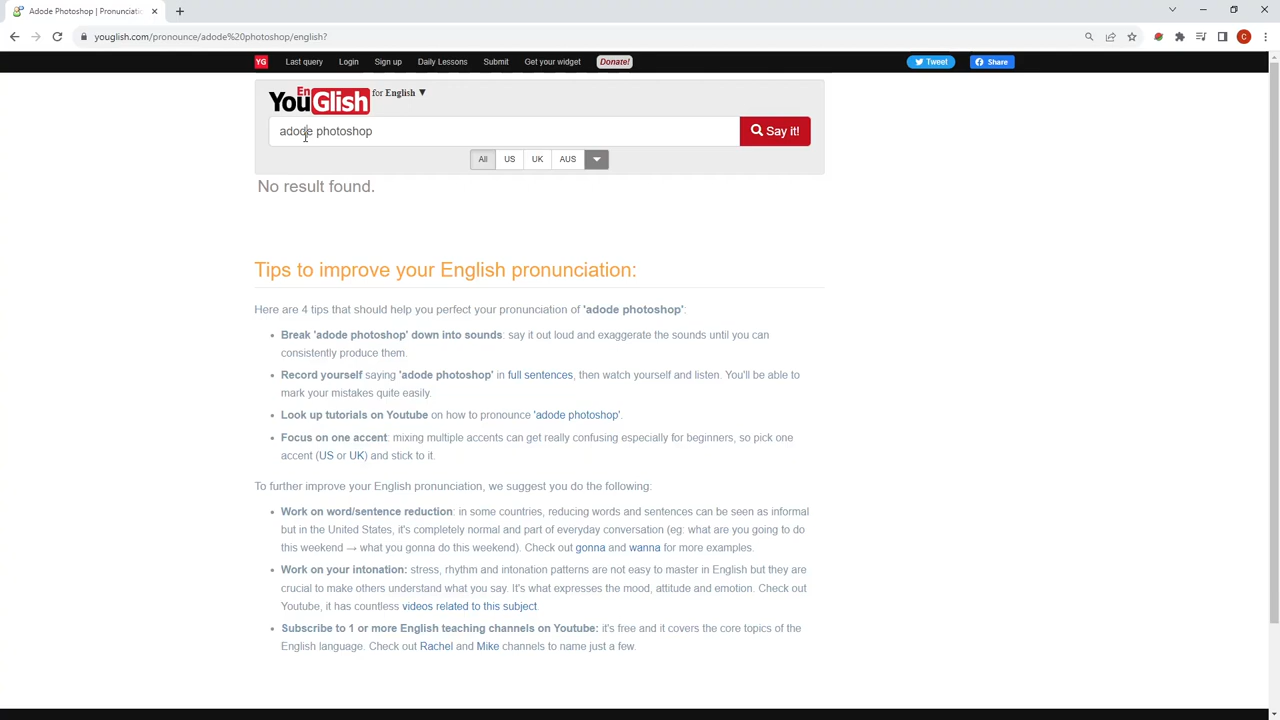 Adode Photoshop | Pronunciatio
youglish.com/pronounce/adode%20photoshop/english?
C
YG Last query Login Sign up Daily Lessons Submit Get your widget Donate! Tweet Share
YouGlish En for English ▼
adode photoshop Say it!
All US UK AUS
No result found.
Tips to improve your English pronunciation:
Here are 4 tips that should help you perfect your pronunciation of 'adode photoshop':
• Break 'adode photoshop' down into sounds: say it out loud and exaggerate the sounds until you can
consistently produce them.
• Record yourself saying 'adode photoshop' in full sentences, then watch yourself and listen. You'll be able to
mark your mistakes quite easily.
• Look up tutorials on Youtube on how to pronounce 'adode photoshop'.
• Focus on one accent: mixing multiple accents can get really confusing especially for beginners, so pick one
accent (US or UK) and stick to it.
To further improve your English pronunciation, we suggest you do the following:
• Work on word/sentence reduction: in some countries, reducing words and sentences can be seen as informal
but in the United States, it's completely normal and part of everyday conversation (eg: what are you going to do
this weekend → what you gonna do this weekend). Check out gonna and wanna for more examples.
• Work on your intonation: stress, rhythm and intonation patterns are not easy to master in English but they are
crucial to make others understand what you say. It's what expresses the mood, attitude and emotion. Check out
Youtube, it has countless videos related to this subject.
• Subscribe to 1 or more English teaching channels on Youtube: it's free and it covers the core topics of the
English language. Check out Rachel and Mike channels to name just a few.